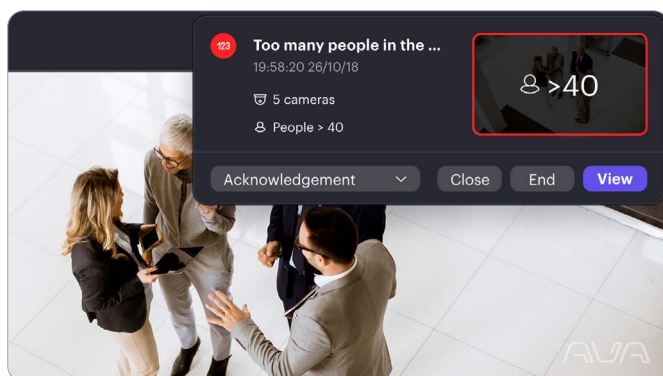 123
Too many people in the ...
19:58:20 26/10/18
5 cameras
People > 40
>40
Acknowledgement
Close
End
View
AVA